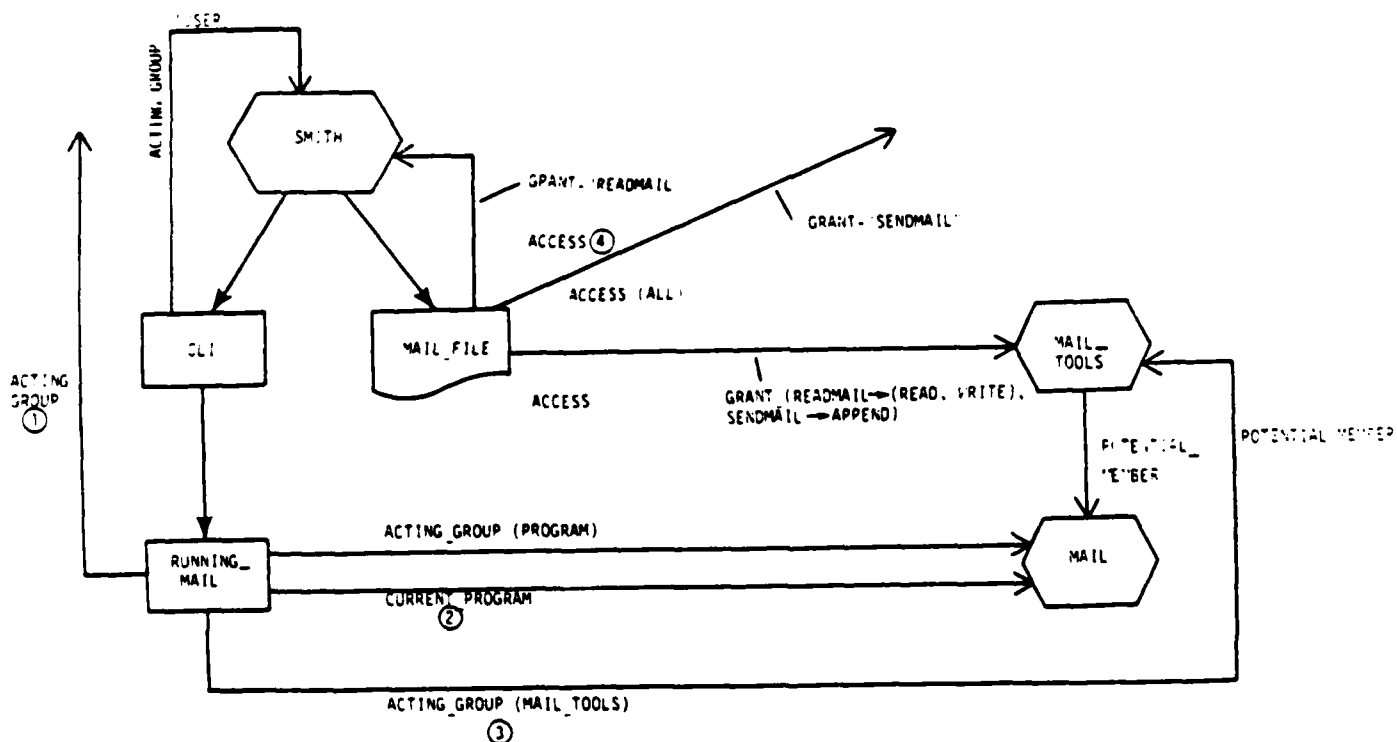 USER
ACTING GROUP
SMITH
GRANT-'READMAIL
GRANT-'SENDMAIL'
ACCESS ④
ACCESS (ALL)
CLI
MAIL_FILE
MAIL_
TOOLS
ACTING
GROUP
①
ACCESS
GRANT (READMAIL→(READ, WRITE),
SENDMAIL→APPEND)
POTENTIAL MEMBER
POTENTIAL_
MEMBER
ACTING_GROUP (PROGRAM)
RUNNING_
MAIL
MAIL
CURRENT_PROGRAM
②
ACTING_GROUP (MAIL_TOOLS)
③